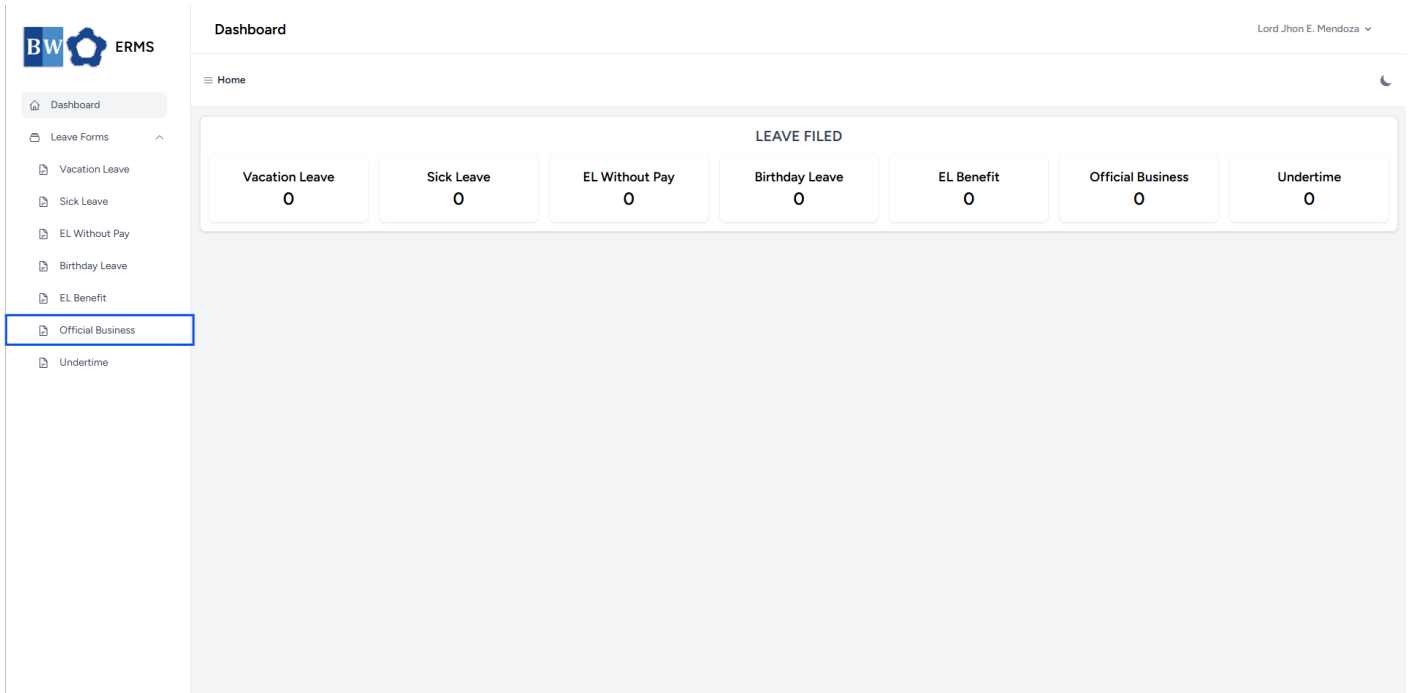 BW ERMS
Dashboard
Lord Jhon E. Mendoza
Home
Dashboard
Leave Forms
Vacation Leave
Sick Leave
EL Without Pay
Birthday Leave
EL Benefit
Official Business
Undertime
LEAVE FILED
Vacation Leave
0
Sick Leave
0
EL Without Pay
0
Birthday Leave
0
EL Benefit
0
Official Business
0
Undertime
0